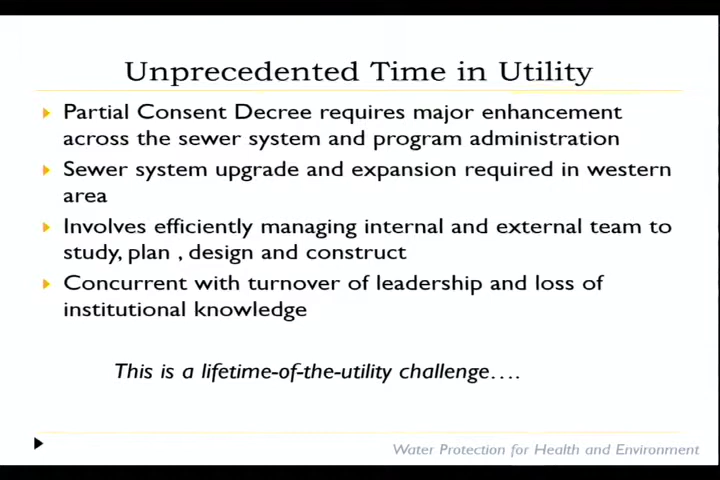 Unprecedented Time in Utility
Partial Consent Decree requires major enhancement
across the sewer system and program administration
Sewer system upgrade and expansion required in western
area
Involves efficiently managing internal and external team to
study, plan , design and construct
Concurrent with turnover of leadership and loss of
institutional knowledge
This is a lifetime-of-the-utility challenge….
Water Protection for Health and Environment